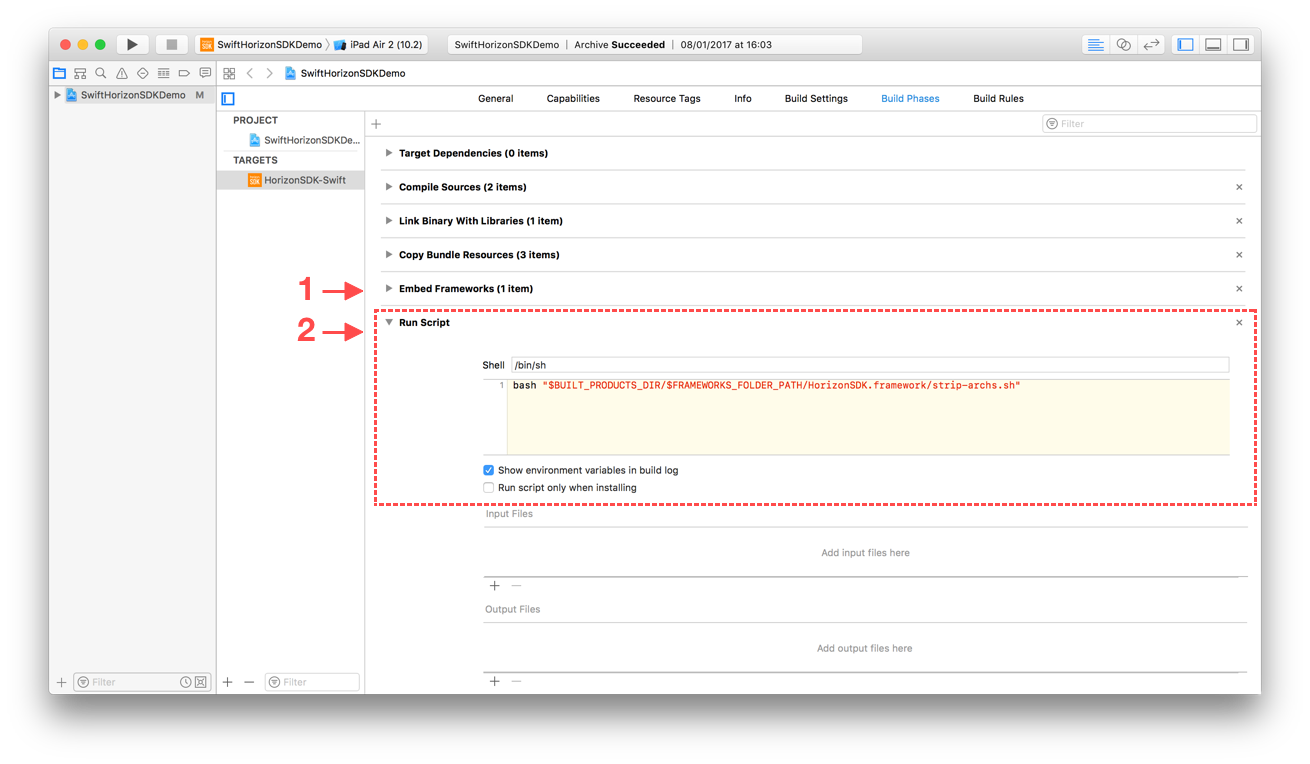 SwiftHorizonSDKDemo iPad Air 2 (10.2) SwiftHorizonSDKDemo | Archive Succeeded | 08/01/2017 at 16:03
SwiftHorizonSDKDemo
SwiftHorizonSDKDemo M
General Capabilities Resource Tags Info Build Settings Build Phases Build Rules
PROJECT
SwiftHorizonSDKDe...
TARGETS
SDK HorizonSDK-Swift
Filter
Target Dependencies (0 items)
Compile Sources (2 items)
Link Binary With Libraries (1 item)
Copy Bundle Resources (3 items)
1
Embed Frameworks (1 item)
2
Run Script
Shell /bin/sh
1 bash "$BUILT_PRODUCTS_DIR/$FRAMEWORKS_FOLDER_PATH/HorizonSDK.framework/strip-archs.sh"
Show environment variables in build log
Run script only when installing
Input Files
Add input files here
Output Files
Add output files here
Filter
Filter